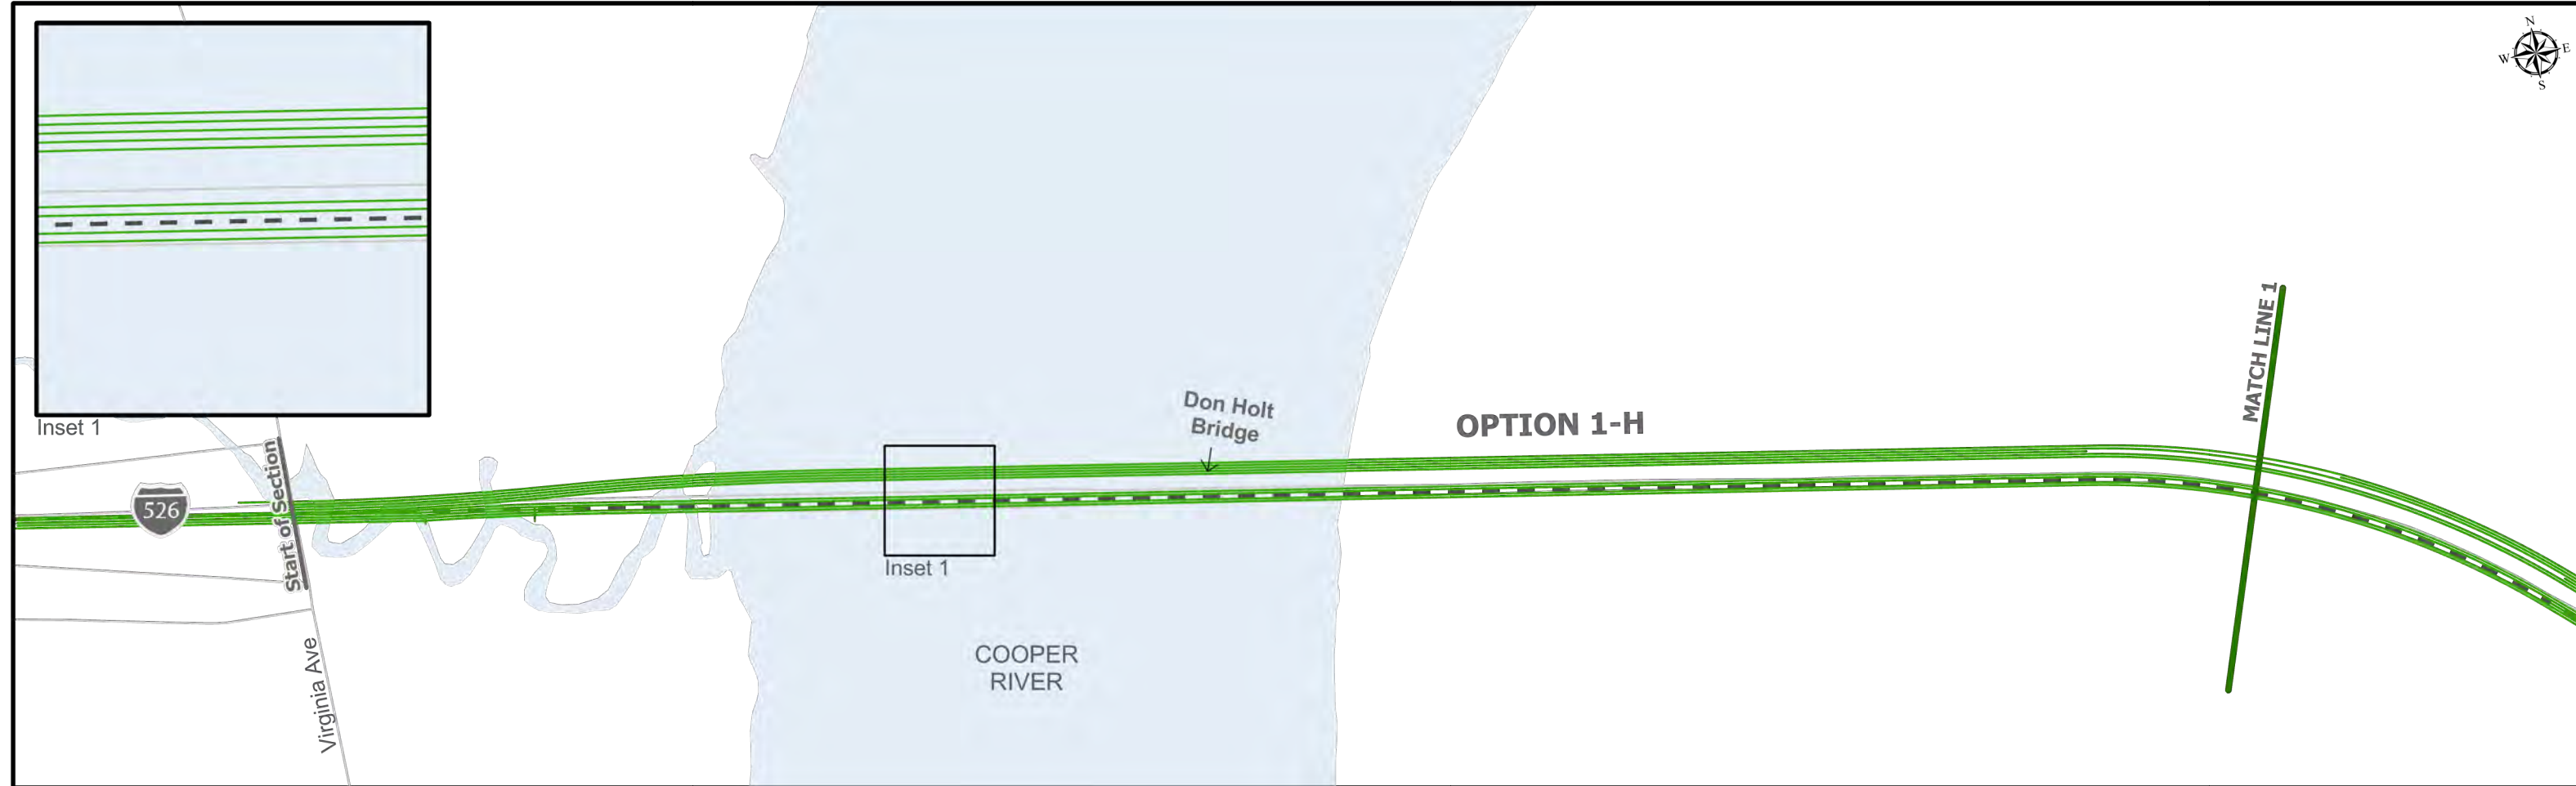 N
W E
S
Inset 1
526
Start of Section
Virginia Ave
Don Holt
Bridge
Inset 1
COOPER
RIVER
OPTION 1-H
MATCH LINE 1